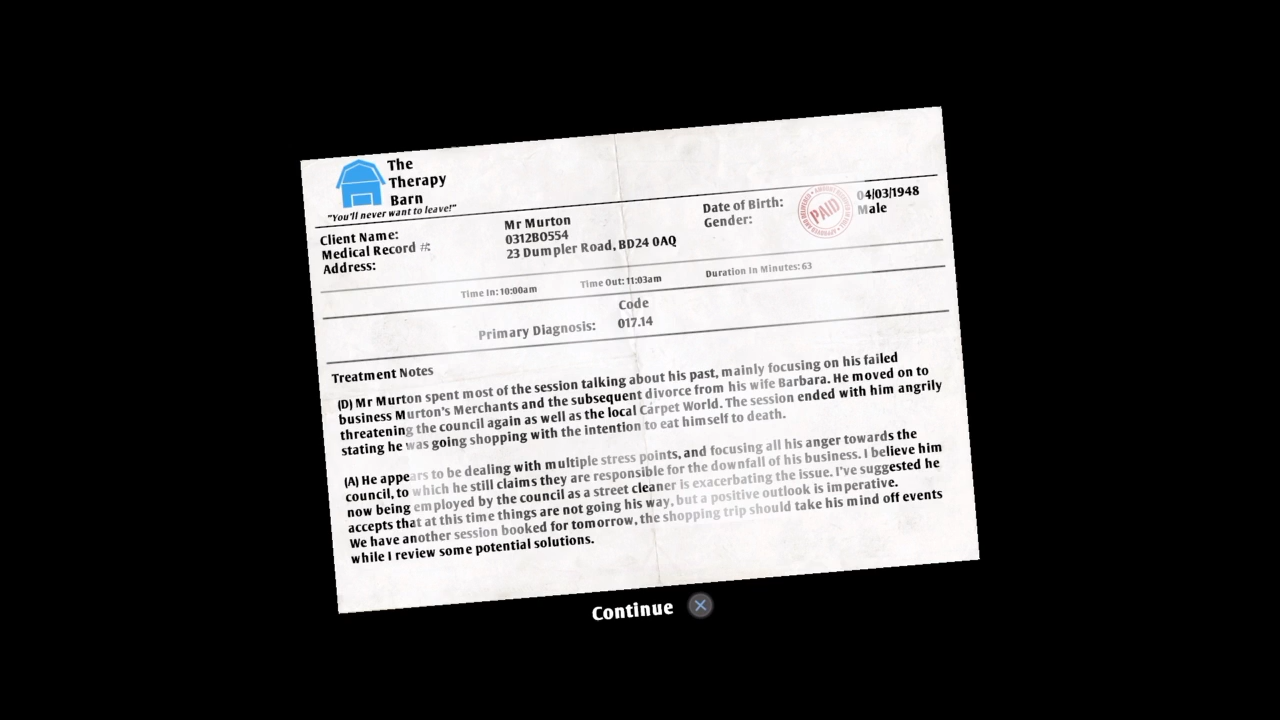 The
Therapy
Barn
"You'll never want to leave!"
Client Name: Mr Murton Date of Birth: 04/03/1948
Medical Record #: 0312B0554 Gender: Male
Address: 23 Dumpler Road, BD24 0AQ
PAID
Time In: 10:00am Time Out: 11:03am Duration In Minutes: 63
Code
Primary Diagnosis: 017.14
Treatment Notes
(D) Mr Murton spent most of the session talking about his past, mainly focusing on his failed
business Murton's Merchants and the subsequent divorce from his wife Barbara. He moved on to
threatening the council again as well as the local Carpet World. The session ended with him angrily
stating he was going shopping with the intention to eat himself to death.
(A) He appears to be dealing with multiple stress points, and focusing all his anger towards the
council, to which he still claims they are responsible for the downfall of his business. I believe him
now being employed by the council as a street cleaner is exacerbating the issue. I've suggested he
accepts that at this time things are not going his way, but a positive outlook is imperative.
We have another session booked for tomorrow, the shopping trip should take his mind off events
while I review some potential solutions.
Continue